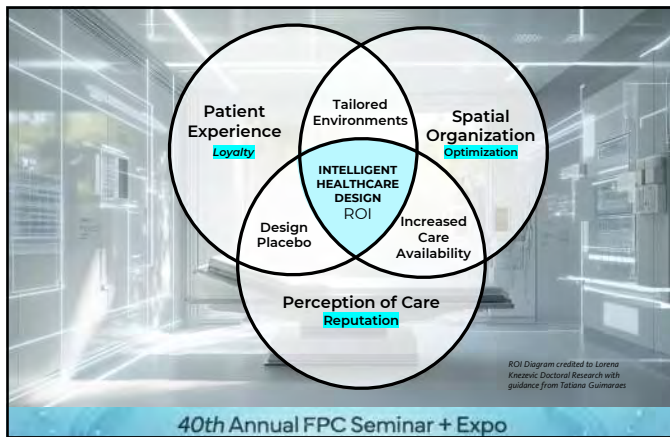 Patient
Experience
Loyalty
Tailored
Environments
Spatial
Organization
Optimization
INTELLIGENT
HEALTHCARE
DESIGN
ROI
Design
Placebo
Increased
Care
Availability
Perception of Care
Reputation
ROI Diagram credited to Lorena
Knezevic Doctoral Research with
guidance from Tatiana Guimaraes
40th Annual FPC Seminar + Expo